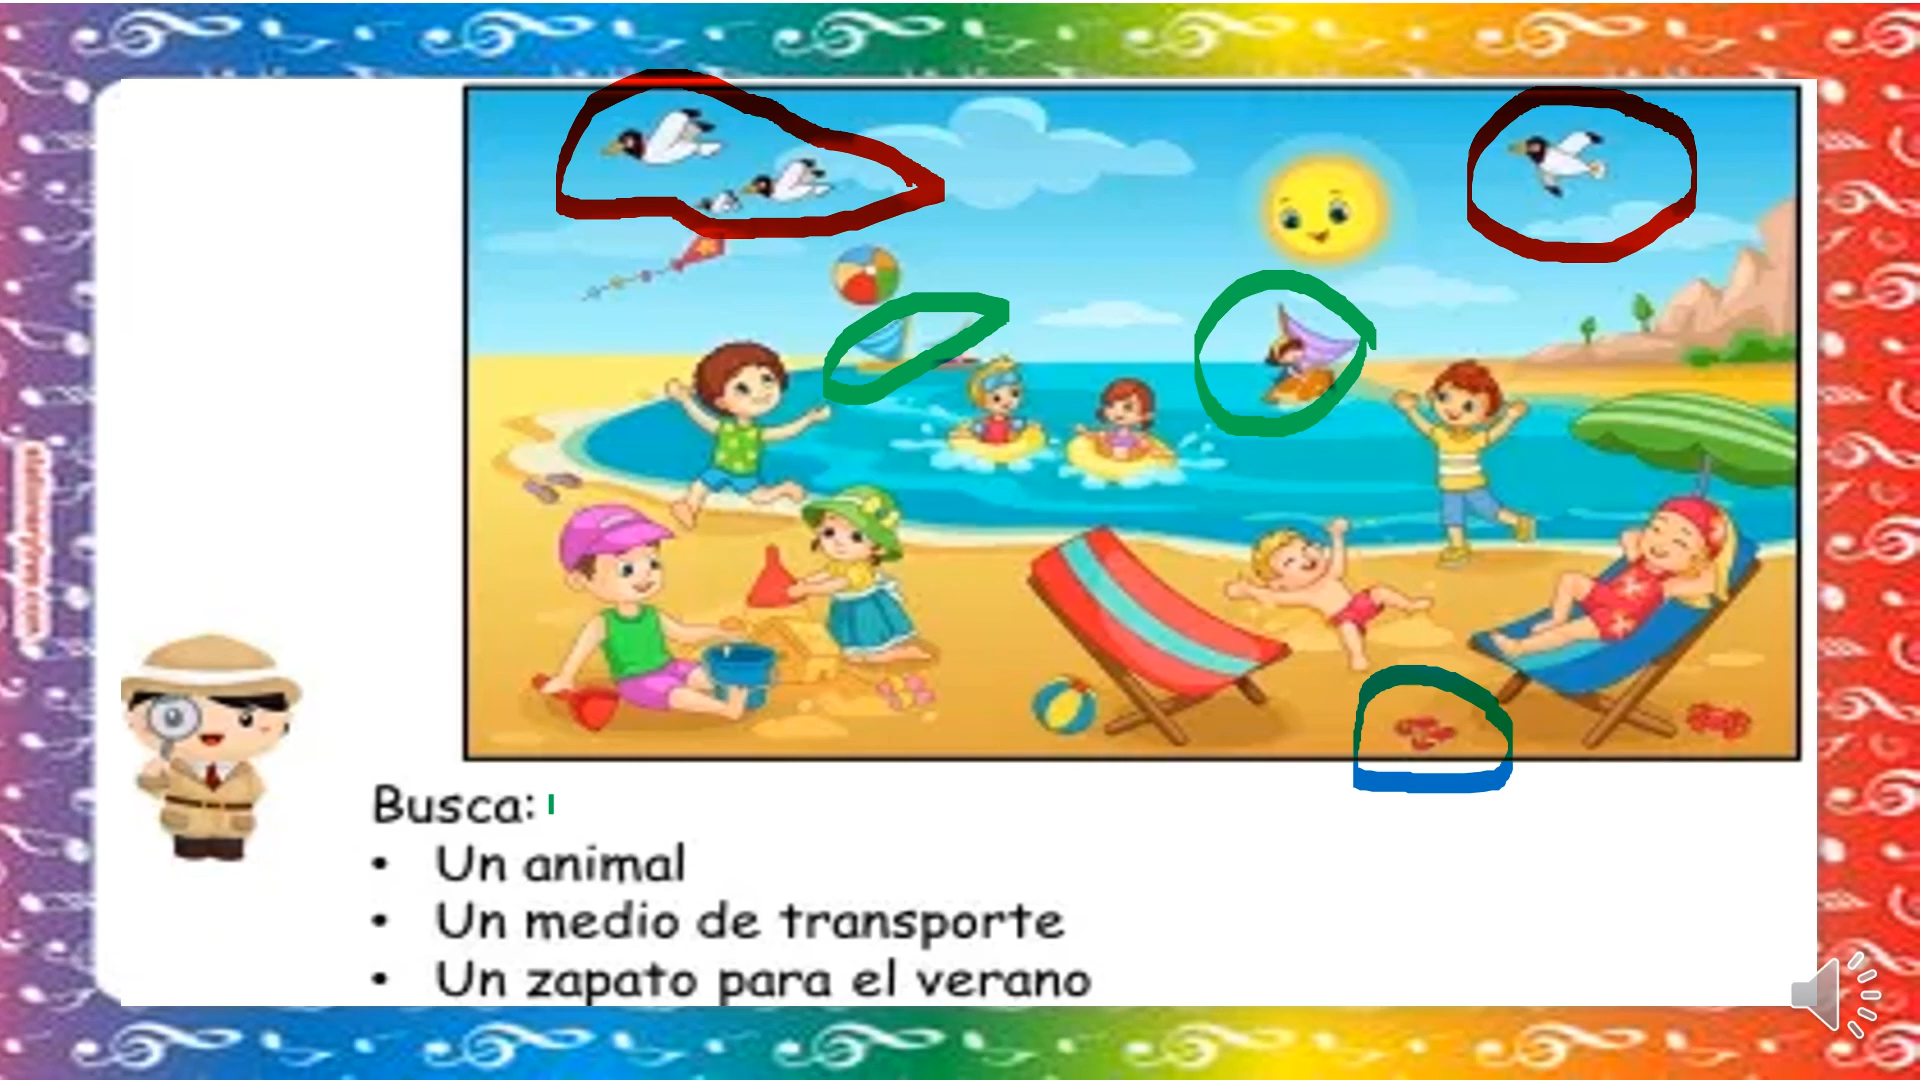 Busca:
• Un animal
• Un medio de transporte
• Un zapato para el verano